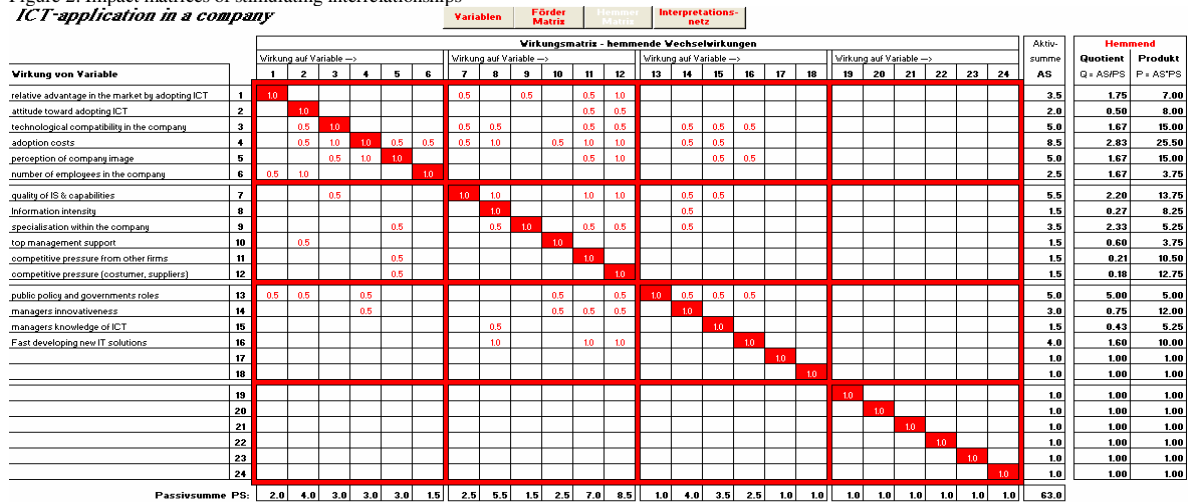 Figure 2: Impact matrices of stimulating interrelationships
ICT-application in a company
Variablen Förder Matrix Hemmer Matrix Interpretations-netz
Wirkungsmatrix - hemmende Wechselwirkungen Aktiv- Hemmend
Wirkung auf Variable —> Wirkung auf Variable —> Wirkung auf Variable —> Wirkung auf Variable —> summe Quotient Produkt
Wirkung von Variable 1 2 3 4 5 6 7 8 9 10 11 12 13 14 15 16 17 18 19 20 21 22 23 24 AS Q = AS/PS P = AS*PS
relative advantage in the market by adopting ICT 1 1.0 0.5 0.5 0.5 1.0 3.5 1.75 7.00
attitude toward adopting ICT 2 1.0 0.5 0.5 2.0 0.50 8.00
technological compatibility in the company 3 0.5 1.0 0.5 0.5 0.5 0.5 0.5 0.5 0.5 5.0 1.67 15.00
adoption costs 4 0.5 1.0 1.0 0.5 0.5 0.5 1.0 0.5 1.0 1.0 0.5 0.5 8.5 2.83 25.50
perception of company image 5 0.5 1.0 1.0 0.5 1.0 0.5 0.5 5.0 1.67 15.00
number of employees in the company 6 0.5 1.0 1.0 2.5 1.67 3.75
quality of IS & capabilities 7 0.5 1.0 1.0 1.0 1.0 0.5 0.5 5.5 2.20 13.75
Information intensity 8 1.0 0.5 1.5 0.27 8.25
specialisation within the company 9 0.5 0.5 1.0 0.5 0.5 0.5 3.5 2.33 5.25
top management support 10 0.5 1.0 1.5 0.60 3.75
competitive pressure from other firms 11 0.5 1.0 1.5 0.21 10.50
competitive pressure (costumer, suppliers) 12 0.5 1.0 1.5 0.18 12.75
public policy and governments roles 13 0.5 0.5 0.5 0.5 0.5 1.0 0.5 0.5 0.5 5.0 5.00 5.00
managers innovativeness 14 0.5 0.5 0.5 0.5 1.0 3.0 0.75 12.00
managers knowledge of ICT 15 0.5 1.0 1.5 0.43 5.25
Fast developing new IT solutions 16 1.0 1.0 1.0 1.0 4.0 1.60 10.00
17 1.0 1.0 1.00 1.00
18 1.0 1.0 1.00 1.00
19 1.0 1.0 1.00 1.00
20 1.0 1.0 1.00 1.00
21 1.0 1.0 1.00 1.00
22 1.0 1.0 1.00 1.00
23 1.0 1.0 1.00 1.00
24 1.0 1.0 1.00 1.00
Passivsumme PS: 2.0 4.0 3.0 3.0 3.0 1.5 2.5 5.5 1.5 2.5 7.0 8.5 1.0 4.0 3.5 2.5 1.0 1.0 1.0 1.0 1.0 1.0 1.0 1.0 63.0